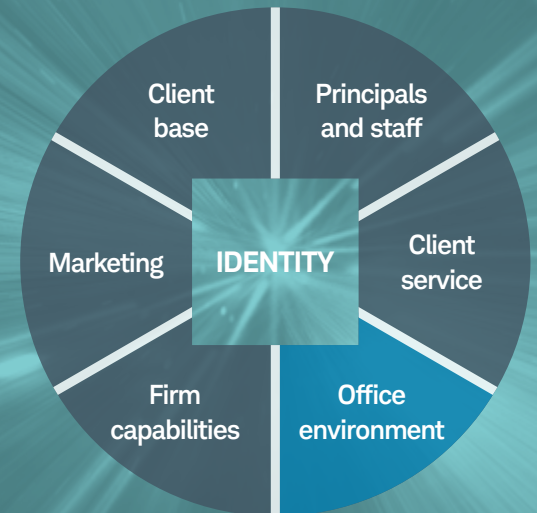 Client
base
Principals
and staff
Marketing
IDENTITY
Client
service
Firm
capabilities
Office
environment